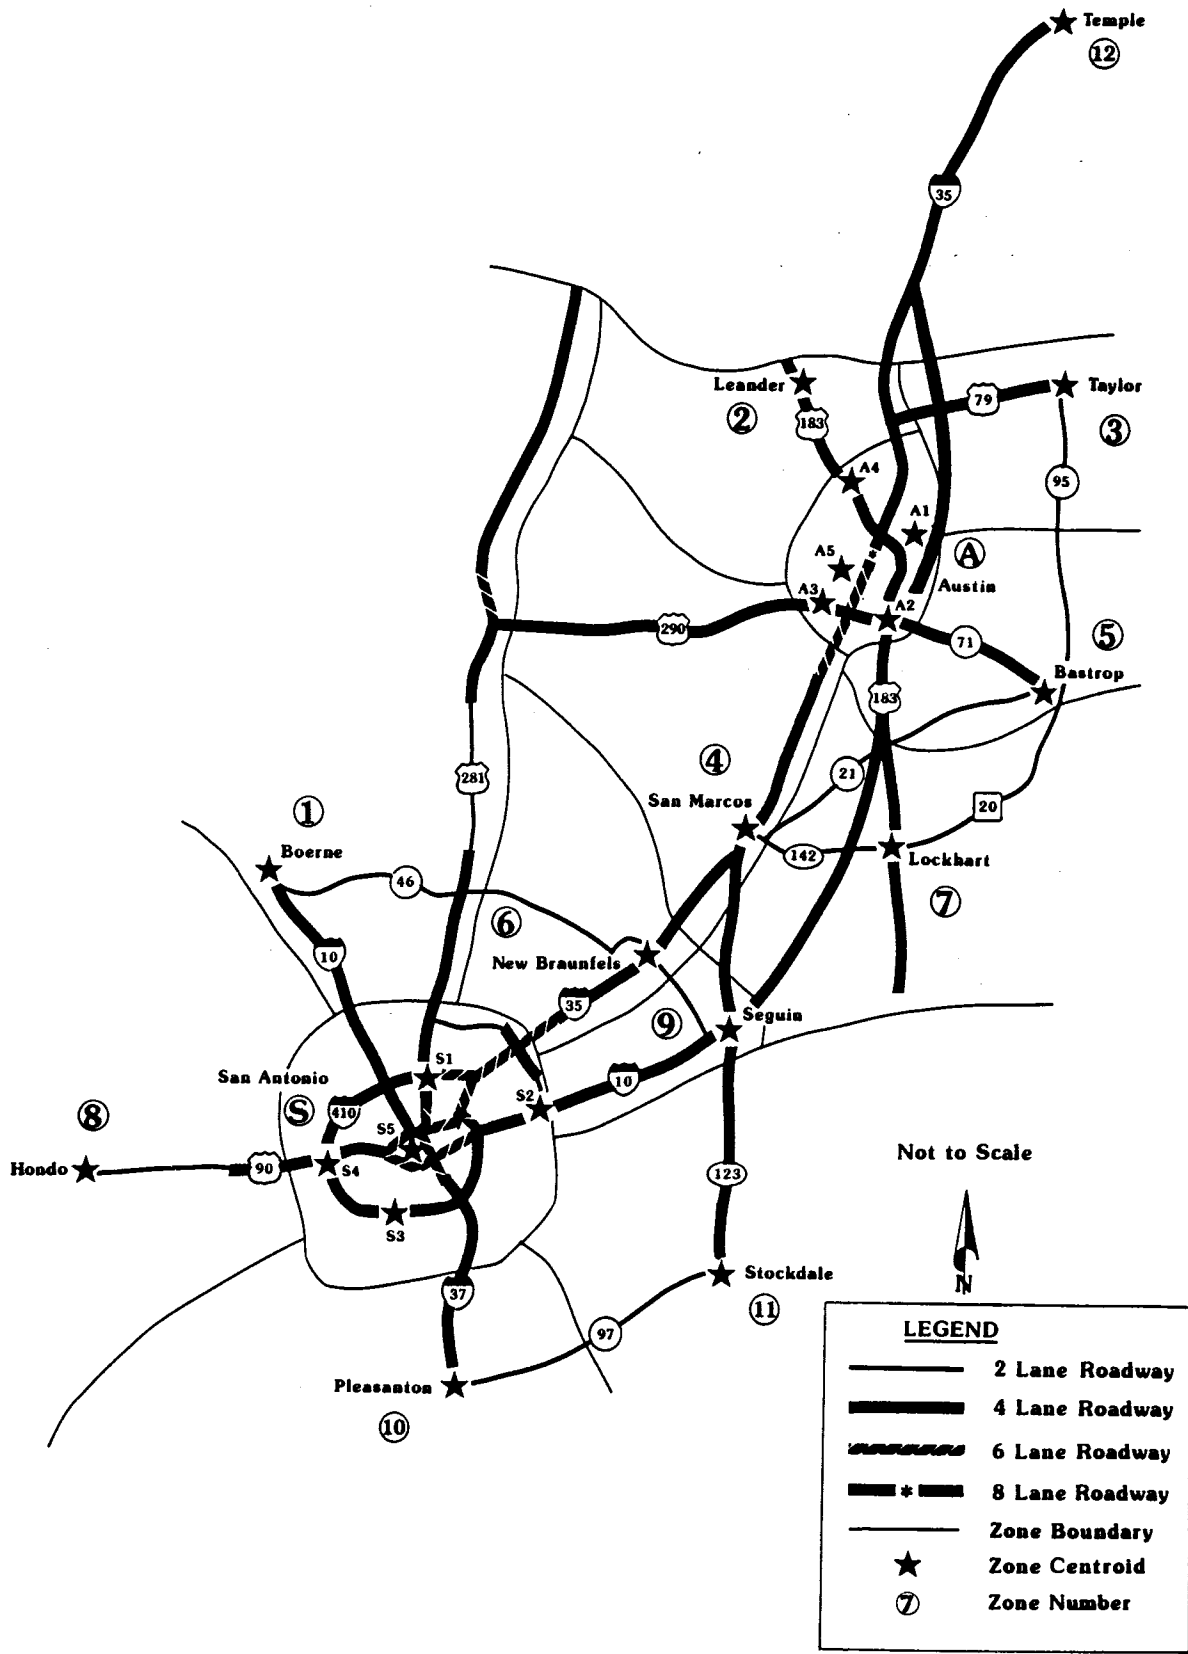 Temple
12
35
Leander
Taylor
79
2
183
3
A4
95
A1
A5
A
A3
Austin
A2
290
71
5
Bastrop
183
4
281
21
San Marcos
20
1
142
Boerne
Lockhart
46
7
6
10
New Braunfels
35
9
Seguin
S1
San Antonio
10
S2
8
S
410
S5
Hondo
90
S4
Not to Scale
123
S3
N
Stockdale
37
11
97
Pleasanton
10
LEGEND
2 Lane Roadway
4 Lane Roadway
6 Lane Roadway
* 8 Lane Roadway
Zone Boundary
Zone Centroid
7 Zone Number